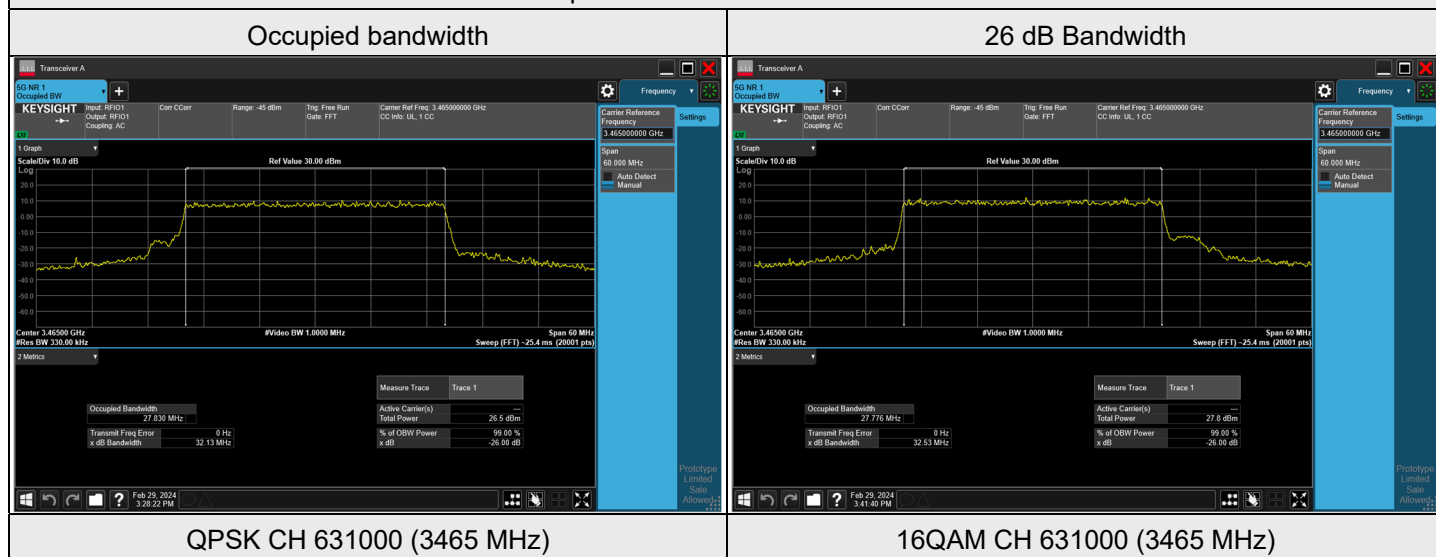 Occupied bandwidth
26 dB Bandwidth
Transceiver A
5G NR 1
Occupied BW
+
Frequency
KEYSIGHT
Input: RFIO1
Output: RFIO1
Coupling: AC
Corr CCorr
Range: -45 dBm
Trig: Free Run
Gate: FFT
Carrier Ref Freq: 3.465000000 GHz
CC Info: UL, 1 CC
LXI
Carrier Reference
Frequency
3.465000000 GHz
Settings
Span
60.000 MHz
Auto Detect
Manual
1 Graph
Scale/Div 10.0 dB
Ref Value 30.00 dBm
Log
20.0
10.0
0.00
-10.0
-20.0
-30.0
-40.0
-50.0
-60.0
Center 3.46500 GHz
#Video BW 1.0000 MHz
Span 60 MHz
#Res BW 330.00 kHz
Sweep (FFT) ~25.4 ms (20001 pts)
2 Metrics
Measure Trace Trace 1
Occupied Bandwidth
27.830 MHz
Active Carrier(s) ---
Total Power 26.5 dBm
Transmit Freq Error 0 Hz
x dB Bandwidth 32.13 MHz
% of OBW Power 99.00 %
x dB -26.00 dB
Prototype
Limited
Sale
Allowed
?
Feb 29, 2024
3:28:22 PM
Transceiver A
5G NR 1
Occupied BW
+
Frequency
KEYSIGHT
Input: RFIO1
Output: RFIO1
Coupling: AC
Corr CCorr
Range: -45 dBm
Trig: Free Run
Gate: FFT
Carrier Ref Freq: 3.465000000 GHz
CC Info: UL, 1 CC
LXI
Carrier Reference
Frequency
3.465000000 GHz
Settings
Span
60.000 MHz
Auto Detect
Manual
1 Graph
Scale/Div 10.0 dB
Ref Value 30.00 dBm
Log
20.0
10.0
0.00
-10.0
-20.0
-30.0
-40.0
-50.0
-60.0
Center 3.46500 GHz
#Video BW 1.0000 MHz
Span 60 MHz
#Res BW 330.00 kHz
Sweep (FFT) ~25.4 ms (20001 pts)
2 Metrics
Measure Trace Trace 1
Occupied Bandwidth
27.776 MHz
Active Carrier(s) ---
Total Power 27.8 dBm
Transmit Freq Error 0 Hz
x dB Bandwidth 32.53 MHz
% of OBW Power 99.00 %
x dB -26.00 dB
Prototype
Limited
Sale
Allowed
?
Feb 29, 2024
3:41:40 PM
QPSK CH 631000 (3465 MHz)
16QAM CH 631000 (3465 MHz)